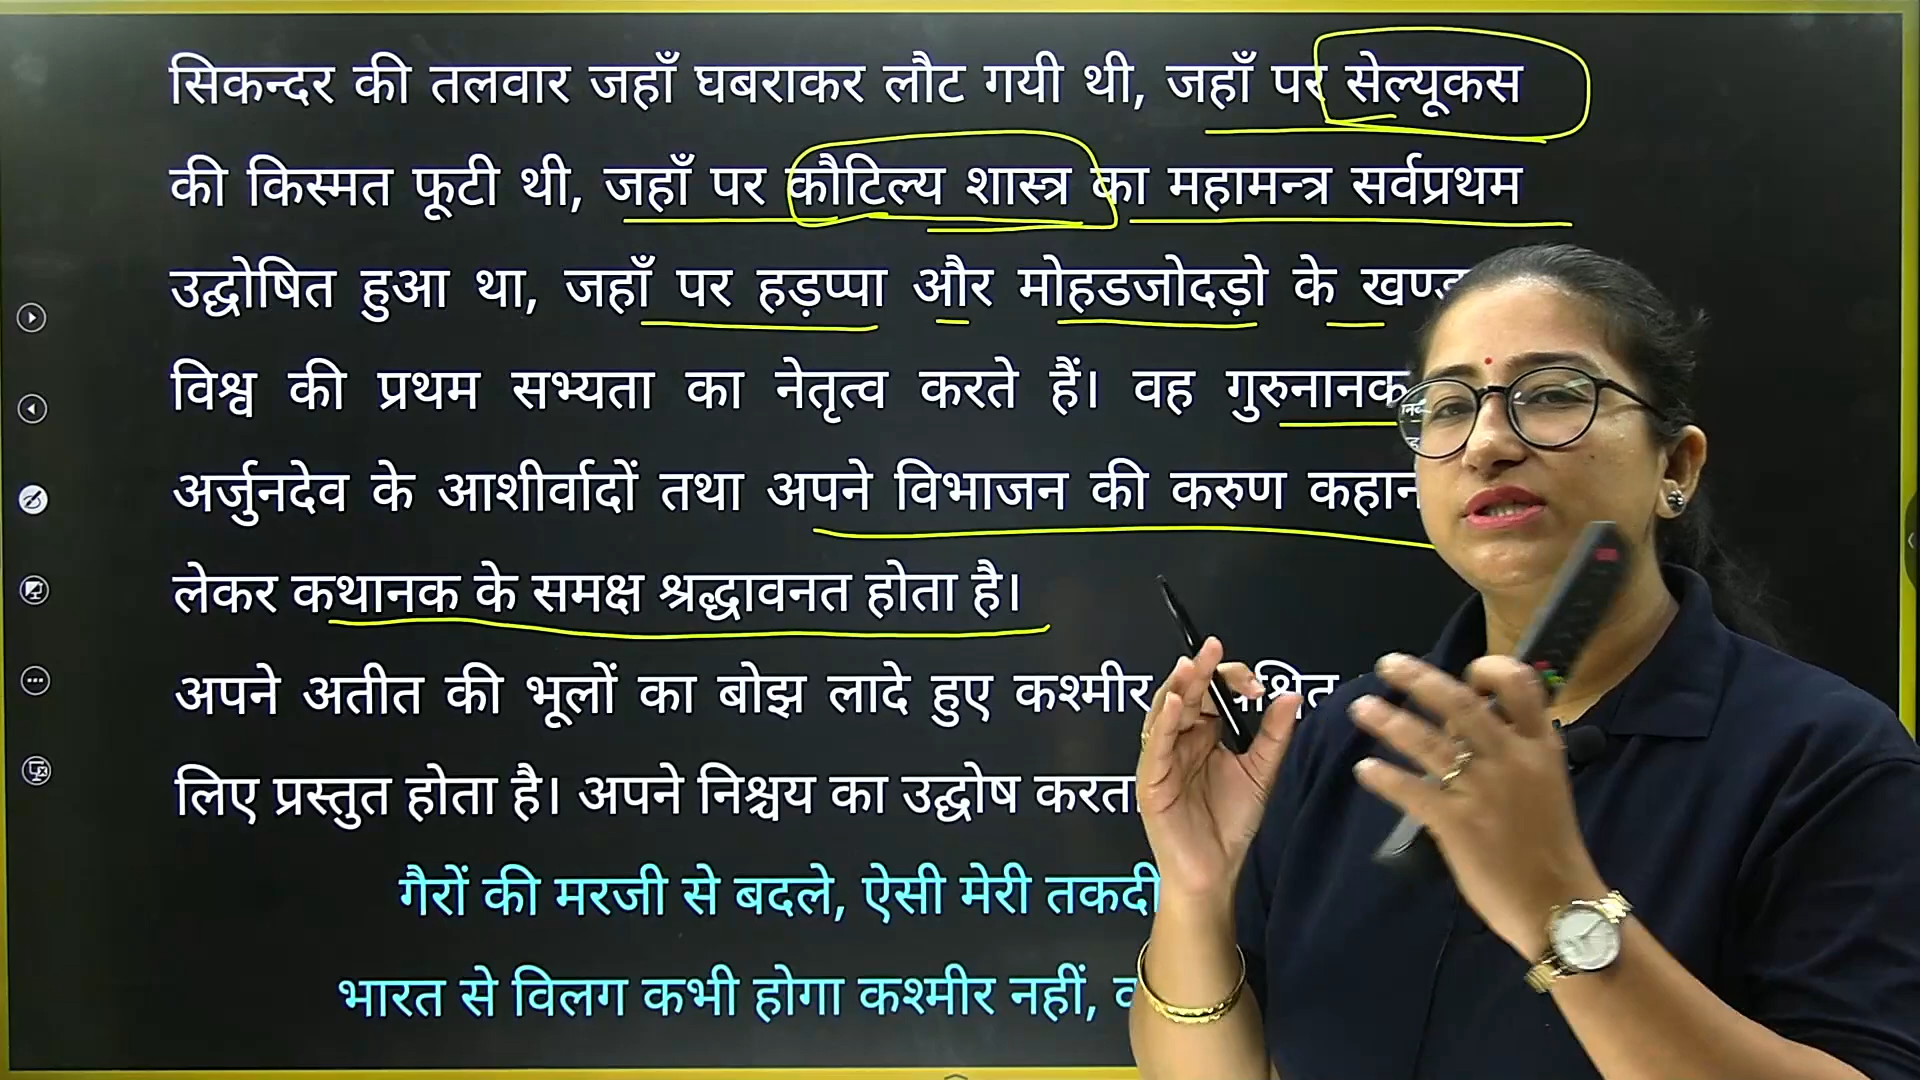 सिकन्दर की तलवार जहाँ घबराकर लौट गयी थी, जहाँ पर सेल्यूकस
की किस्मत फूटी थी, जहाँ पर कौटिल्य शास्त्र का महामन्त्र सर्वप्रथम
उद्घोषित हुआ था, जहाँ पर हड़प्पा और मोहडजोदड़ो के
विश्व की प्रथम सभ्यता का नेतृत्व करते हैं। वह गुरुनानक
अर्जुनदेव के आशीर्वादों तथा अपने विभाजन की करुण
लेकर कथानक के समक्ष श्रद्धावनत होता है।
अपने अतीत की भूलों का बोझ लादे हुए कश्मीर
लिए प्रस्तुत होता है। अपने निश्चय का उद्घोष
गैरों की मरजी से बदले, ऐसी मेरी
भारत से विलग कभी होगा कश्मीर नहीं,